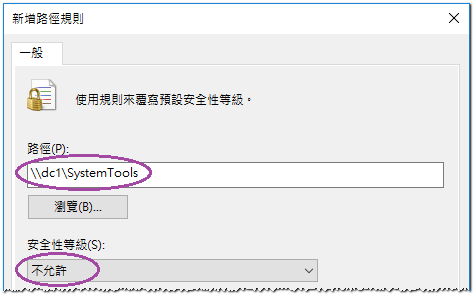 新增路徑規則
一般
使用規則來覆寫預設安全性等級。
路徑(P):
\\dc1\SystemTools
瀏覽(B)...
安全性等級(S):
不允許